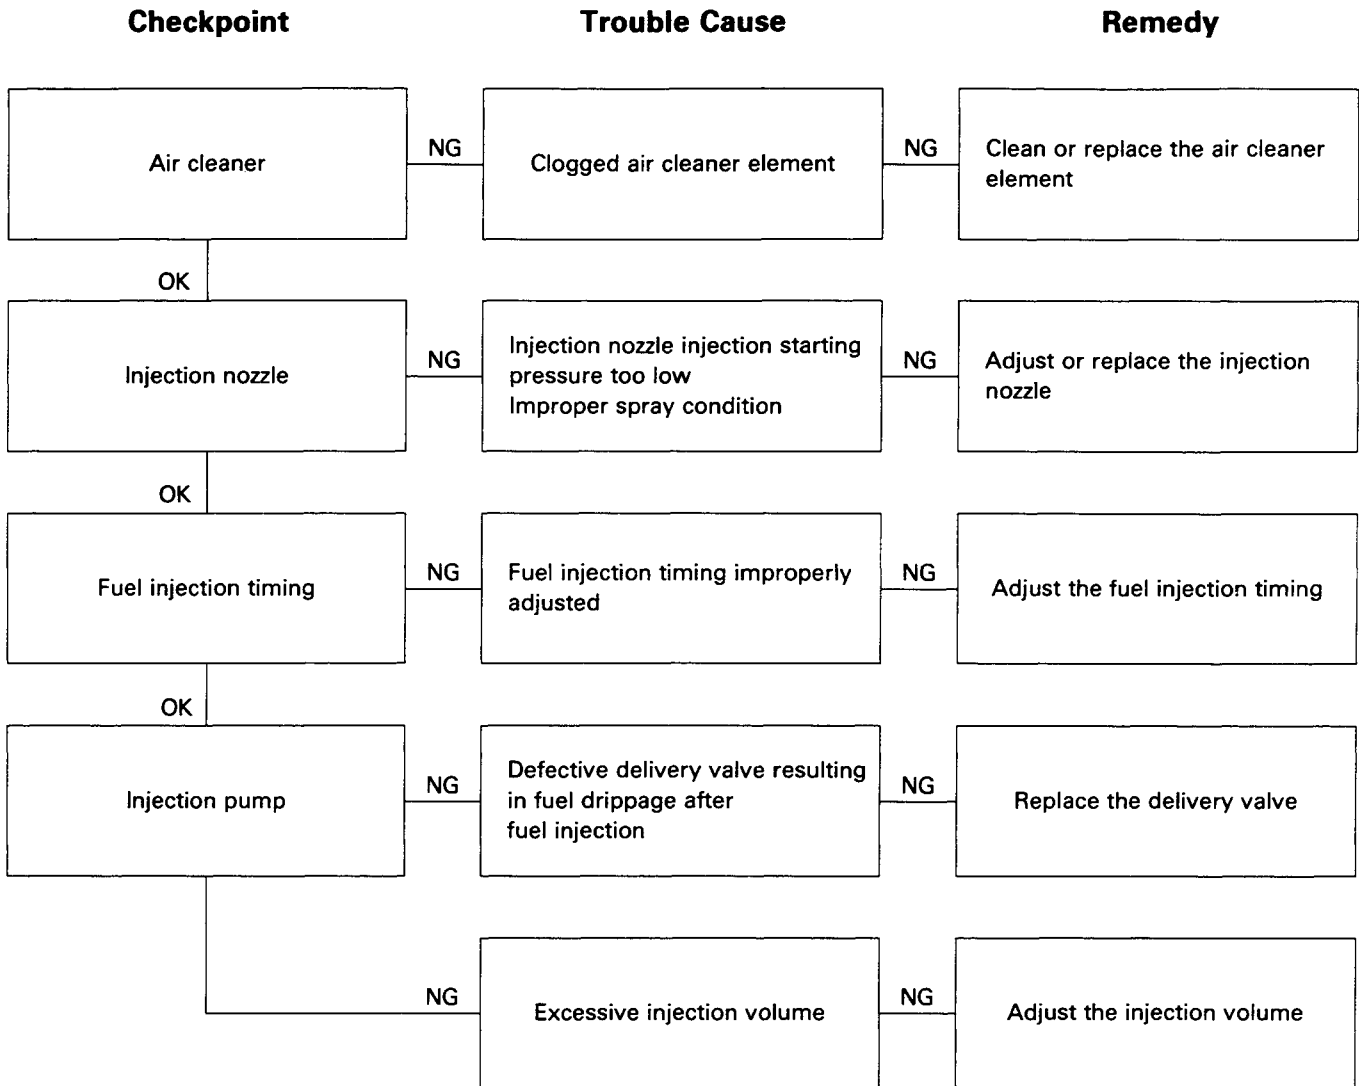 Checkpoint
Trouble Cause
Remedy
Air cleaner
NG
Clogged air cleaner element
NG
Clean or replace the air cleaner
element
OK
Injection nozzle
NG
Injection nozzle injection starting
pressure too low
Improper spray condition
NG
Adjust or replace the injection
nozzle
OK
Fuel injection timing
NG
Fuel injection timing improperly
adjusted
NG
Adjust the fuel injection timing
OK
Injection pump
NG
Defective delivery valve resulting
in fuel drippage after
fuel injection
NG
Replace the delivery valve
NG
Excessive injection volume
NG
Adjust the injection volume